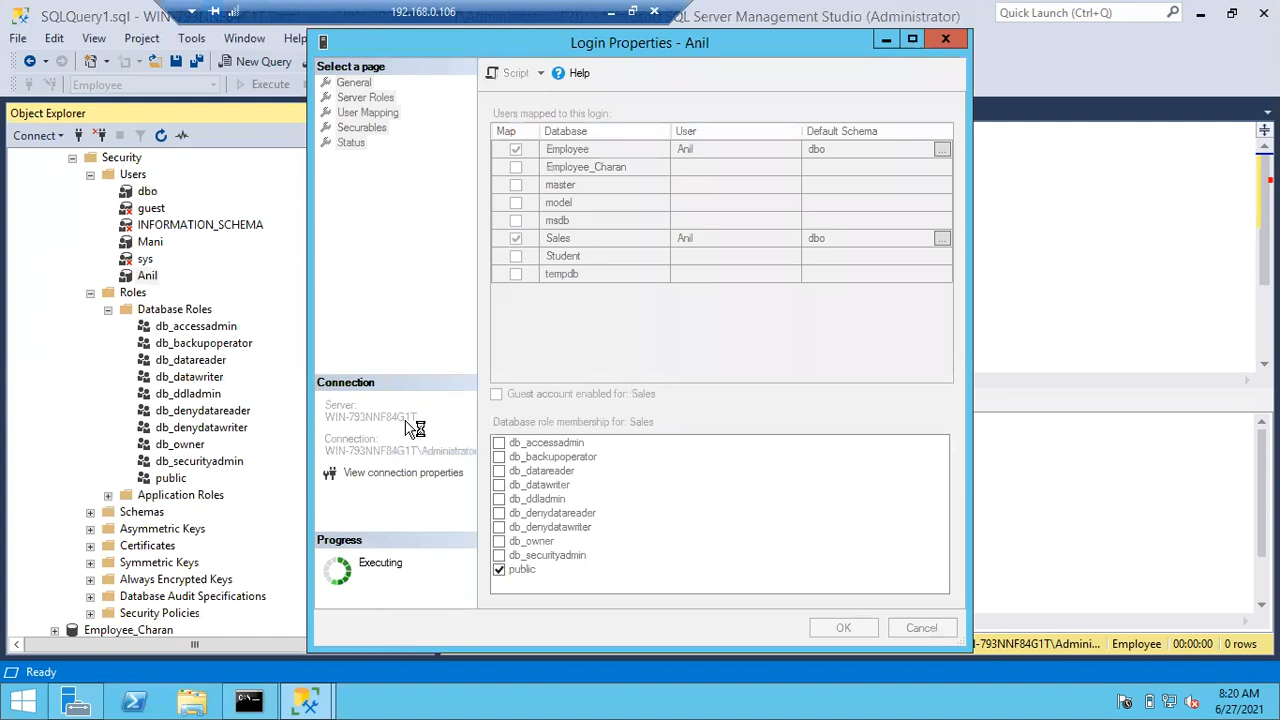 SQLQuery1.sql - WIN-793NNF84G1T
192.168.0.106
SQL Server Management Studio (Administrator)
Quick Launch (Ctrl+Q)
File Edit View Project Tools Window
New Query
Employee
Execute
Object Explorer
Connect
Security
Users
dbo
guest
INFORMATION_SCHEMA
Mani
sys
Anil
Roles
Database Roles
db_accessadmin
db_backupoperator
db_datareader
db_datawriter
db_ddladmin
db_denydatareader
db_denydatawriter
db_owner
db_securityadmin
public
Application Roles
Schemas
Asymmetric Keys
Certificates
Symmetric Keys
Always Encrypted Keys
Database Audit Specifications
Security Policies
Employee_Charan
Login Properties - Anil
Select a page
General
Server Roles
User Mapping
Securables
Status
Connection
Server:
WIN-793NNF84G1T
Connection:
WIN-793NNF84G1T\Administrator
View connection properties
Progress
Executing
Script Help
Users mapped to this login:
Map Database User Default Schema
Employee Anil dbo ...
Employee_Charan
master
model
msdb
Sales Anil dbo ...
Student
tempdb
Guest account enabled for: Sales
Database role membership for: Sales
db_accessadmin
db_backupoperator
db_datareader
db_datawriter
db_ddladmin
db_denydatareader
db_denydatawriter
db_owner
db_securityadmin
public
OK Cancel
-793NNF84G1T\Admini... Employee 00:00:00 0 rows
Ready
8:20 AM
6/27/2021